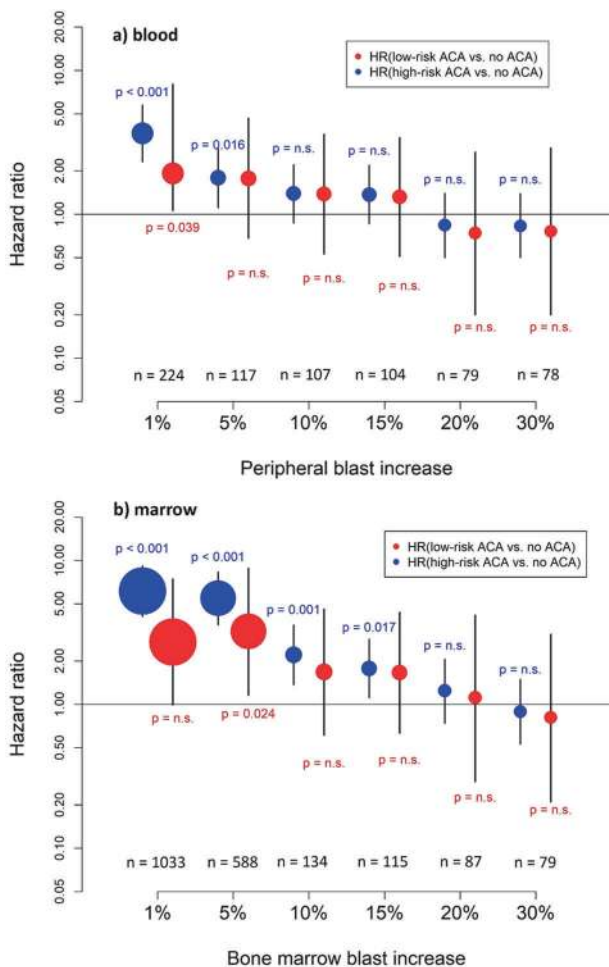 a) blood
HR(low-risk ACA vs. no ACA)
HR(high-risk ACA vs. no ACA)
Hazard ratio
20.00
10.00
5.00
2.00
1.00
0.50
0.20
0.10
0.05
p < 0.001
p = 0.016
p = n.s.
p = n.s.
p = n.s.
p = n.s.
p = 0.039
p = n.s.
p = n.s.
p = n.s.
p = n.s.
p = n.s.
n = 224 n = 117 n = 107 n = 104 n = 79 n = 78
1% 5% 10% 15% 20% 30%
Peripheral blast increase
b) marrow
HR(low-risk ACA vs. no ACA)
HR(high-risk ACA vs. no ACA)
Hazard ratio
20.00
10.00
5.00
2.00
1.00
0.50
0.20
0.10
0.05
p < 0.001
p < 0.001
p = 0.001
p = 0.017
p = n.s.
p = n.s.
p = n.s.
p = 0.024
p = n.s.
p = n.s.
p = n.s.
p = n.s.
n = 1033 n = 588 n = 134 n = 115 n = 87 n = 79
1% 5% 10% 15% 20% 30%
Bone marrow blast increase